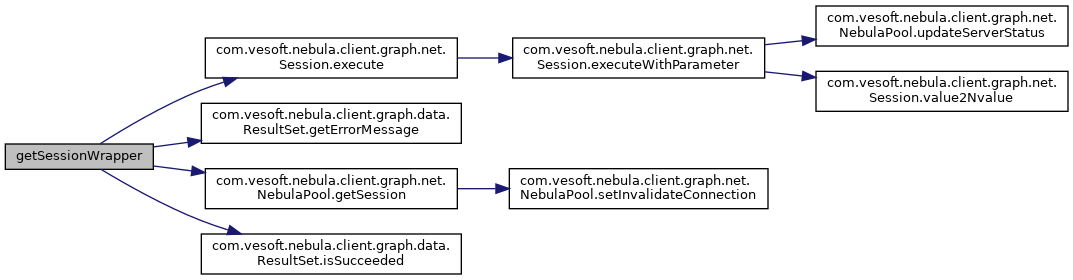 getSessionWrapper
com.vesoft.nebula.client.graph.net.
Session.execute
com.vesoft.nebula.client.graph.net.
Session.executeWithParameter
com.vesoft.nebula.client.graph.net.
NebulaPool.updateServerStatus
com.vesoft.nebula.client.graph.net.
Session.value2Nvalue
com.vesoft.nebula.client.graph.data.
ResultSet.getErrorMessage
com.vesoft.nebula.client.graph.net.
NebulaPool.getSession
com.vesoft.nebula.client.graph.net.
NebulaPool.setInvalidateConnection
com.vesoft.nebula.client.graph.data.
ResultSet.isSucceeded